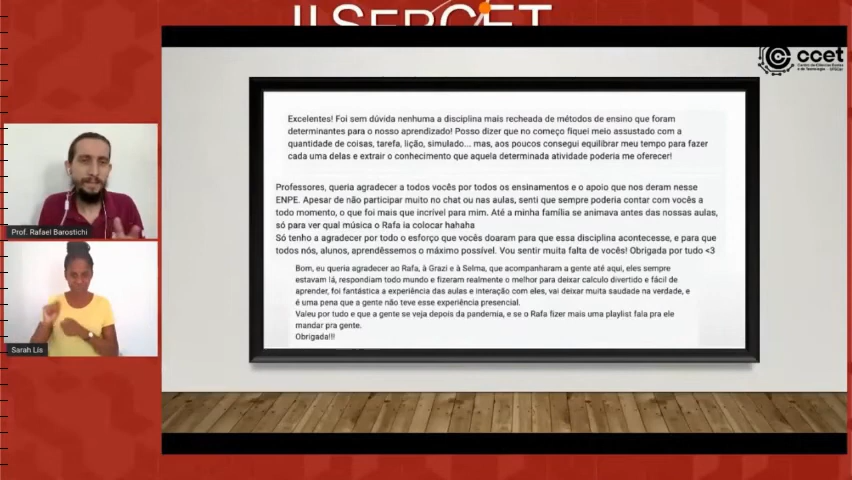 II SERCET
ccet
Excelentes! Foi sem dúvida nenhuma a disciplina mais recheada de métodos de ensino que foram
determinantes para o nosso aprendizado! Posso dizer que no começo fiquei meio assustado com a
quantidade de coisas, tarefa, lição, simulado... mas, aos poucos consegui equilibrar meu tempo para fazer
cada uma delas e extrair o conhecimento que aquela determinada atividade poderia me oferecer!
Professores, queria agradecer a todos vocês por todos os ensinamentos e o apoio que nos deram nesse
ENPE. Apesar de não participar muito no chat ou nas aulas, senti que sempre poderia contar com vocês a
todo momento, o que foi mais que incrível para mim. Até a minha família se animava antes das nossas aulas,
só para ver qual música o Rafa ia colocar hahaha
Só tenho a agradecer por todo o esforço que vocês doaram para que essa disciplina acontecesse, e para que
todos nós, alunos, aprendêssemos o máximo possível. Vou sentir muita falta de vocês! Obrigada por tudo <3
Bom, eu queria agradecer ao Rafa, à Grazi e à Selma, que acompanharam a gente até aqui, eles sempre
estavam lá, respondiam todo mundo e fizeram realmente o melhor para deixar calculo divertido e fácil de
aprender, foi fantástica a experiência das aulas e interação com eles, vai deixar muita saudade na verdade, e
é uma pena que a gente não teve esse experiência presencial.
Valeu por tudo e que a gente se veja depois da pandemia, e se o Rafa fizer mais uma playlist fala pra ele
mandar pra gente.
Obrigada!!!
Prof. Rafael Barostichi
Sarah Lis